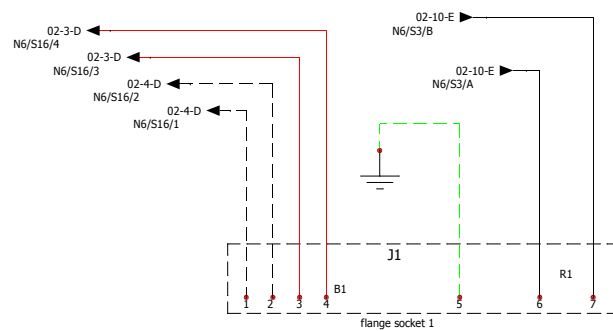 02-3-D
N6/S16/4
02-3-D
N6/S16/3
02-4-D
N6/S16/2
02-4-D
N6/S16/1
02-10-E
N6/S3/B
02-10-E
N6/S3/A
J1
B1
R1
1 2 3 4 5 6 7
flange socket 1